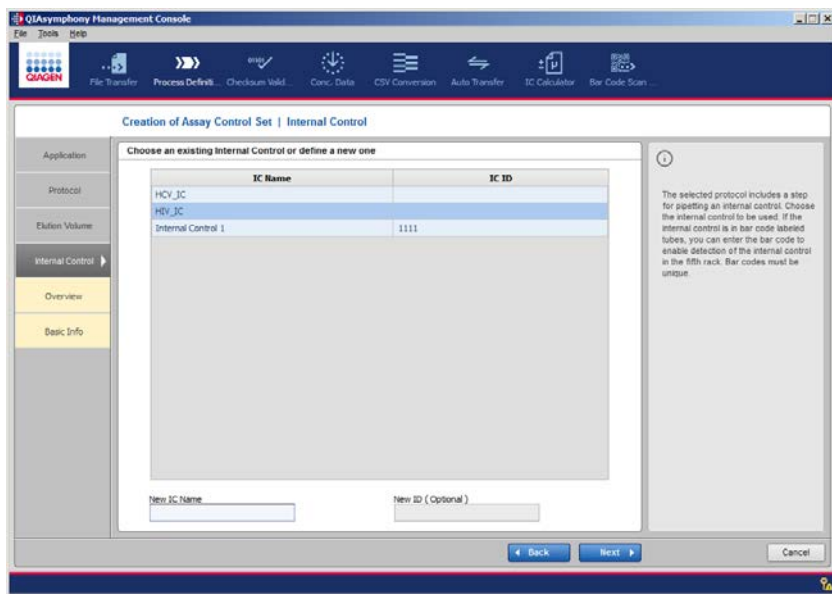 QIAsymphony Management Console
File Tools Help
QIAGEN
File Transfer Process Definiti... Checksum Valid... Conc. Data CSV Conversion Auto Transfer IC Calculator Bar Code Scan ...
Creation of Assay Control Set | Internal Control
Application
Protocol
Elution Volume
Internal Control
Overview
Basic Info
Choose an existing Internal Control or define a new one
IC Name IC ID
HCV_IC
HIV_IC
Internal Control 1 1111
New IC Name New ID ( Optional )
The selected protocol includes a step
for pipetting an internal control. Choose
the internal control to be used. If the
internal control is in bar code labeled
tubes, you can enter the bar code to
enable detection of the internal control
in the fifth rack. Bar codes must be
unique.
Back Next Cancel